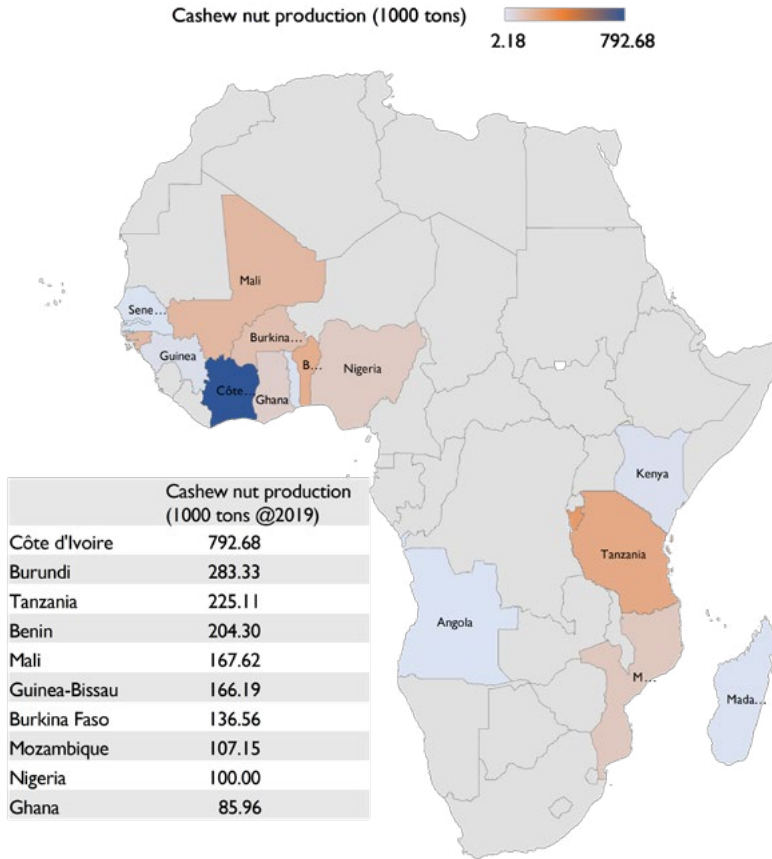 Cashew nut production (1000 tons)
2.18 792.68
Mali
Sene ...
Burkina ...
Guinea
B ...
Nigeria
Côte ...
Ghana
Kenya
Tanzania
Angola
M ...
Mada ...
Cashew nut production
(1000 tons @2019)
Côte d'Ivoire 792.68
Burundi 283.33
Tanzania 225.11
Benin 204.30
Mali 167.62
Guinea-Bissau 166.19
Burkina Faso 136.56
Mozambique 107.15
Nigeria 100.00
Ghana 85.96